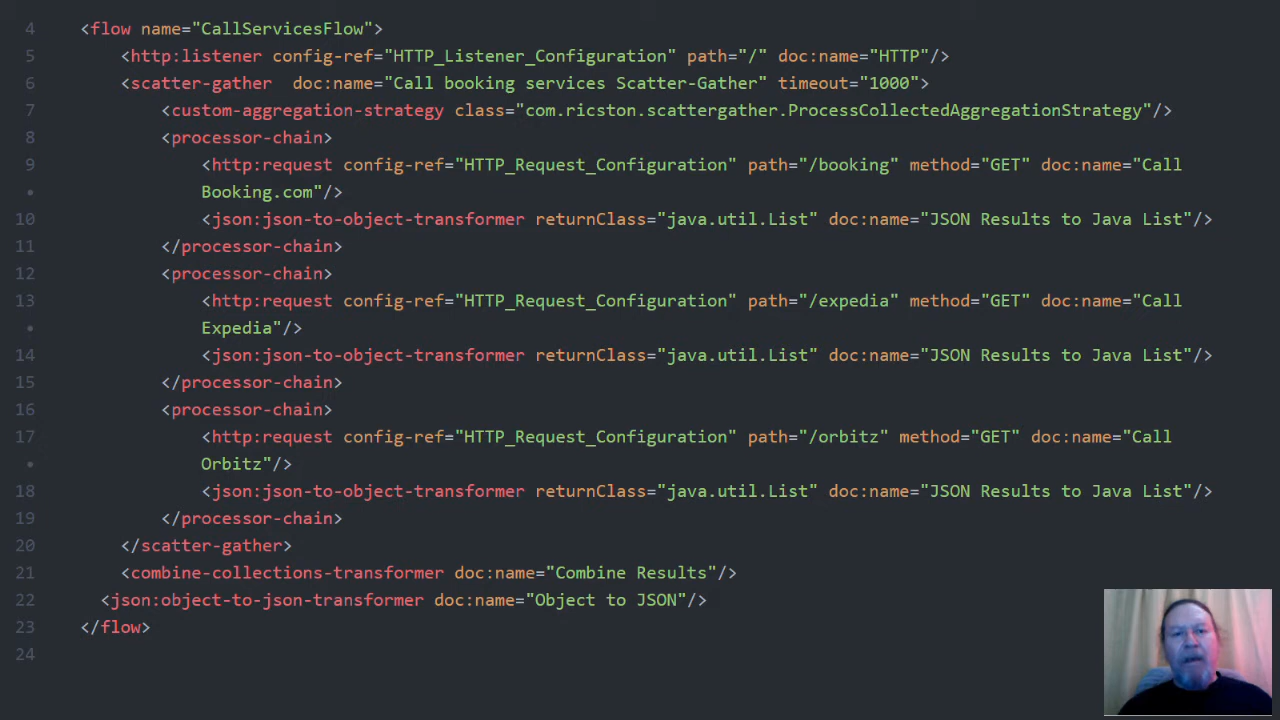 4 <flow name="CallServicesFlow">
5 <http:listener config-ref="HTTP_Listener_Configuration" path="/" doc:name="HTTP"/>
6 <scatter-gather  doc:name="Call booking services Scatter-Gather" timeout="1000">
7 <custom-aggregation-strategy class="com.ricston.scattergather.ProcessCollectedAggregationStrategy"/>
8 <processor-chain>
9 <http:request config-ref="HTTP_Request_Configuration" path="/booking" method="GET" doc:name="Call
• Booking.com"/>
10 <json:json-to-object-transformer returnClass="java.util.List" doc:name="JSON Results to Java List"/>
11 </processor-chain>
12 <processor-chain>
13 <http:request config-ref="HTTP_Request_Configuration" path="/expedia" method="GET" doc:name="Call
• Expedia"/>
14 <json:json-to-object-transformer returnClass="java.util.List" doc:name="JSON Results to Java List"/>
15 </processor-chain>
16 <processor-chain>
17 <http:request config-ref="HTTP_Request_Configuration" path="/orbitz" method="GET" doc:name="Call
• Orbitz"/>
18 <json:json-to-object-transformer returnClass="java.util.List" doc:name="JSON Results to Java List"/>
19 </processor-chain>
20 </scatter-gather>
21 <combine-collections-transformer doc:name="Combine Results"/>
22 <json:object-to-json-transformer doc:name="Object to JSON"/>
23 </flow>
24